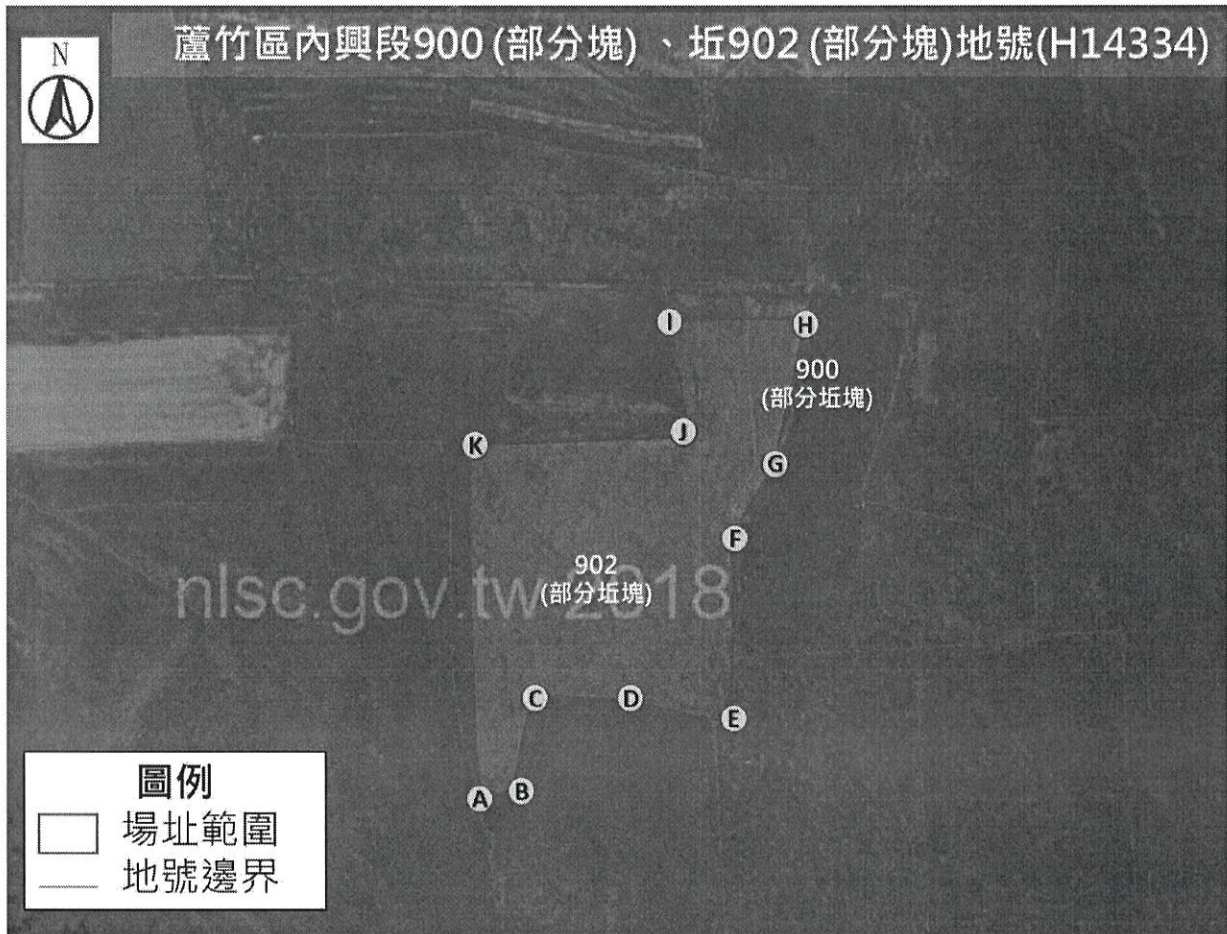 蘆竹區內興段900 (部分塊) 、坵902 (部分塊)地號(H14334)
N
I
H
900
(部分坵塊)
J
K
G
F
902
(部分坵塊)
nlsc.gov.tw 2018
C
D
E
B
A
圖例
場址範圍
地號邊界